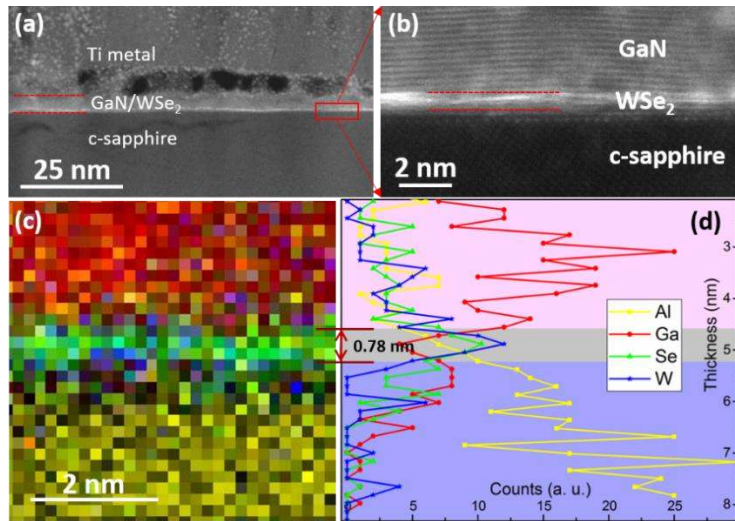 (a)
Ti metal
GaN/WSe₂
c-sapphire
25 nm
(b)
GaN
WSe₂
c-sapphire
2 nm
(c)
0.78 nm
2 nm
(d)
Al
Ga
Se
W
3
4
5
6
7
8
Thickness (nm)
Counts (a. u.)
0 5 10 15 20 25